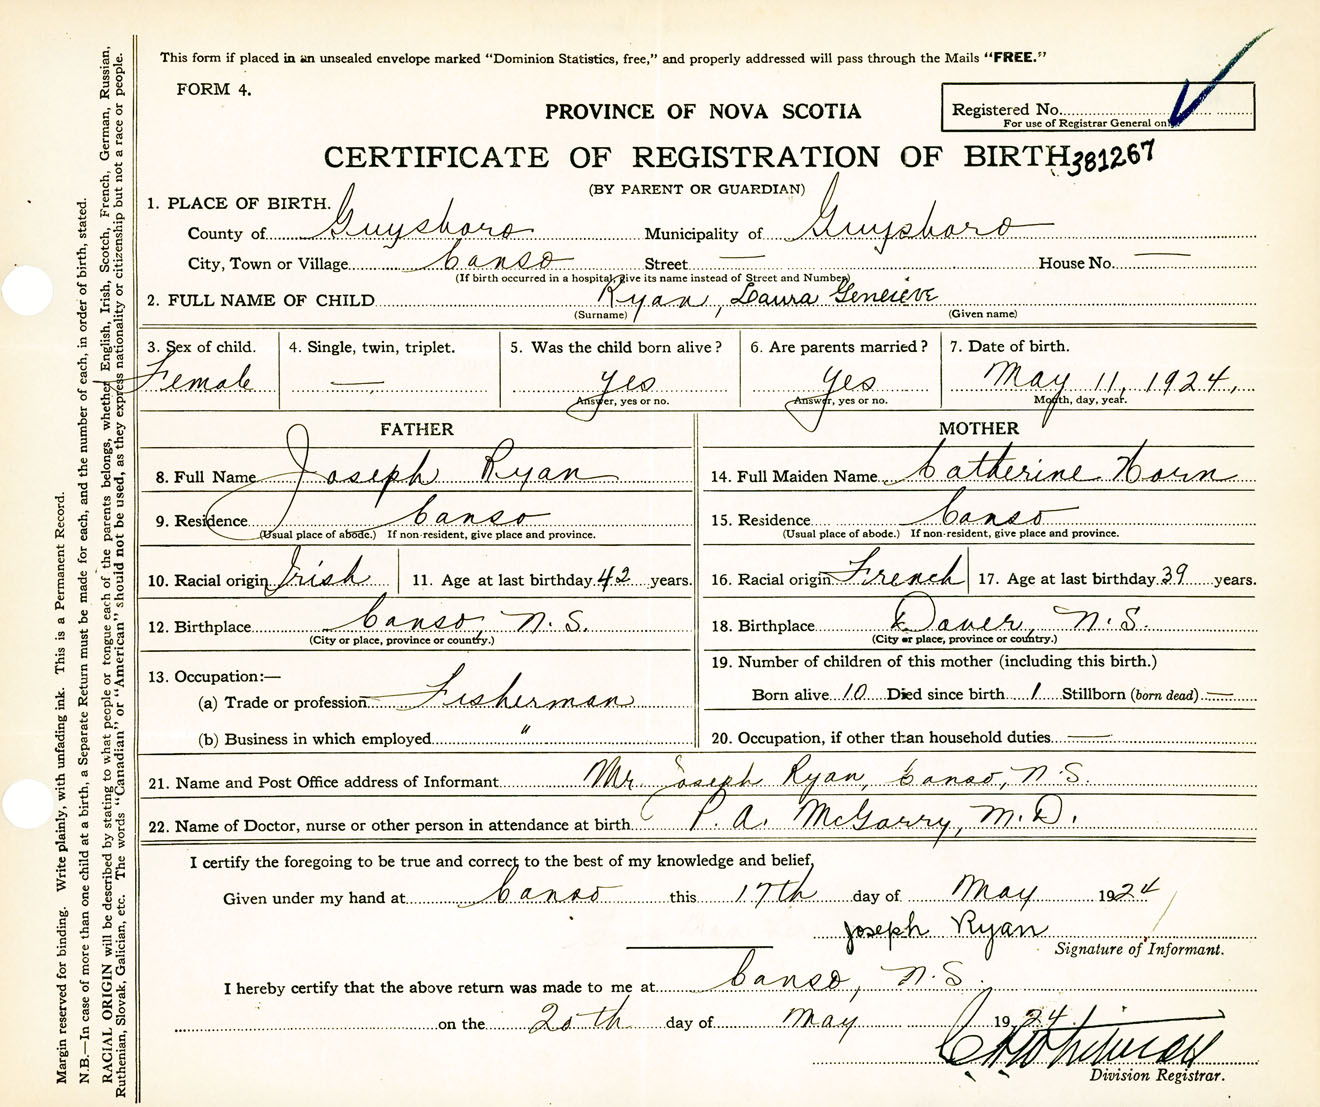 This form if placed in an unsealed envelope marked "Dominion Statistics, free," and properly addressed will pass through the Mails "FREE."
FORM 4.
PROVINCE OF NOVA SCOTIA
Registered No.
For use of Registrar General on
CERTIFICATE OF REGISTRATION OF BIRTH 381267
(BY PARENT OR GUARDIAN)
1. PLACE OF BIRTH.
County of Guysboro Municipality of Guysboro
City, Town or Village Canso Street — House No. —
(If birth occurred in a hospital, give its name instead of Street and Number)
2. FULL NAME OF CHILD Ryan, Laura Genevieve
(Surname) (Given name)
3. Sex of child. 4. Single, twin, triplet. 5. Was the child born alive? 6. Are parents married? 7. Date of birth.
Female — Yes Yes May 11, 1924.
Answer, yes or no. Answer, yes or no. Month, day, year.
FATHER MOTHER
8. Full Name Joseph Ryan 14. Full Maiden Name Catherine Horn
9. Residence Canso 15. Residence Canso
(Usual place of abode.) If non-resident, give place and province. (Usual place of abode.) If non-resident, give place and province.
10. Racial origin Irish 11. Age at last birthday 42 years. 16. Racial origin French 17. Age at last birthday 39 years.
12. Birthplace Canso, N.S. 18. Birthplace Dover, N.S.
(City or place, province or country.) (City or place, province or country.)
13. Occupation:— 19. Number of children of this mother (including this birth.)
(a) Trade or profession Fisherman Born alive 10 Died since birth 1 Stillborn (born dead) —
(b) Business in which employed " 20. Occupation, if other than household duties —
21. Name and Post Office address of Informant Mr Joseph Ryan, Canso, N.S.
22. Name of Doctor, nurse or other person in attendance at birth P. A. McGarry, M.D.
I certify the foregoing to be true and correct to the best of my knowledge and belief,
Given under my hand at Canso this 17th day of May 1924
Joseph Ryan
Signature of Informant.
I hereby certify that the above return was made to me at Canso, N.S.
on the 20th day of May 1924
Division Registrar.
Margin reserved for binding. Write plainly, with unfading ink. This is a Permanent Record.
N.B.—In case of more than one child at a birth, a Separate Return must be made for each, and the number of each, in order of birth, stated.
RACIAL ORIGIN will be described by stating to what people or tongue each of the parents belongs, whether English, Irish, Scotch, French, German, Russian,
Ruthenian, Slovak, Galician, etc. The words "Canadian" or "American" should not be used, as they express nationality or citizenship but not a race or people.